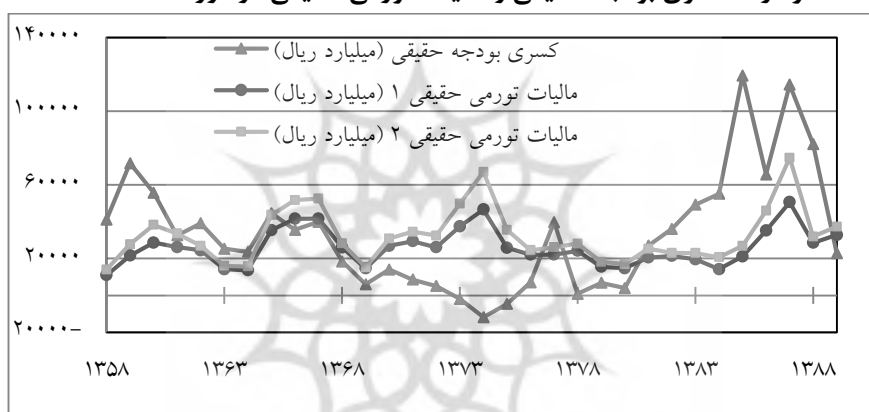 ۱۴۰۰۰۰
کسری بودجه حقیقی (میلیارد ریال)
۱۰۰۰۰۰
مالیات تورمی حقیقی ۱ (میلیارد ریال)
مالیات تورمی حقیقی ۲ (میلیارد ریال)
۶۰۰۰۰
۲۰۰۰۰
۲۰۰۰۰−
۱۳۵۸ ۱۳۶۳ ۱۳۶۸ ۱۳۷۳ ۱۳۷۸ ۱۳۸۳ ۱۳۸۸